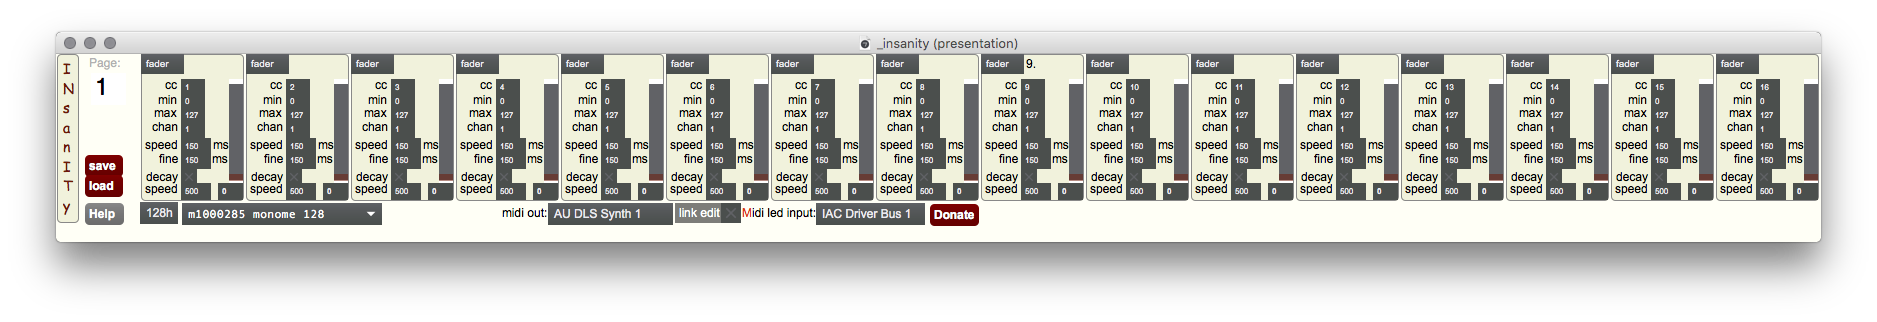 _insanity (presentation)
I
N
s
a
n
I
T
y
Page:
1
save
load
Help
fader fader fader fader fader fader fader fader fader 9. fader fader fader fader fader fader fader
cc 1 cc 2 cc 3 cc 4 cc 5 cc 6 cc 7 cc 8 cc 9 cc 10 cc 11 cc 12 cc 13 cc 14 cc 15 cc 16
min 0 min 0 min 0 min 0 min 0 min 0 min 0 min 0 min 0 min 0 min 0 min 0 min 0 min 0 min 0 min 0
max 127 max 127 max 127 max 127 max 127 max 127 max 127 max 127 max 127 max 127 max 127 max 127 max 127 max 127 max 127 max 127
chan 1 chan 1 chan 1 chan 1 chan 1 chan 1 chan 1 chan 1 chan 1 chan 1 chan 1 chan 1 chan 1 chan 1 chan 1 chan 1
speed 150 ms speed 150 ms speed 150 ms speed 150 ms speed 150 ms speed 150 ms speed 150 ms speed 150 ms speed 150 ms speed 150 ms speed 150 ms speed 150 ms speed 150 ms speed 150 ms speed 150 ms speed 150 ms
fine 150 ms fine 150 ms fine 150 ms fine 150 ms fine 150 ms fine 150 ms fine 150 ms fine 150 ms fine 150 ms fine 150 ms fine 150 ms fine 150 ms fine 150 ms fine 150 ms fine 150 ms fine 150 ms
decay decay decay decay decay decay decay decay decay decay decay decay decay decay decay decay
speed 500 0 speed 500 0 speed 500 0 speed 500 0 speed 500 0 speed 500 0 speed 500 0 speed 500 0 speed 500 0 speed 500 0 speed 500 0 speed 500 0 speed 500 0 speed 500 0 speed 500 0 speed 500 0
128h m1000285 monome 128 midi out: AU DLS Synth 1 link edit Midi led input: IAC Driver Bus 1 Donate